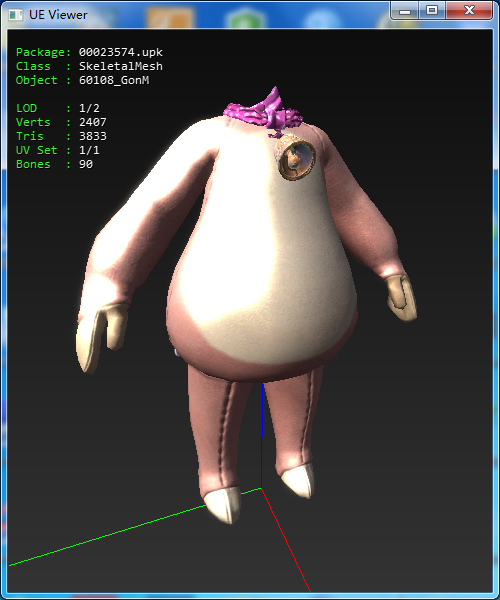 UE Viewer
Package: 00023574.upk
Class : SkeletalMesh
Object : 60108_GonM
LOD : 1/2
Verts : 2407
Tris : 3833
UV Set : 1/1
Bones : 90